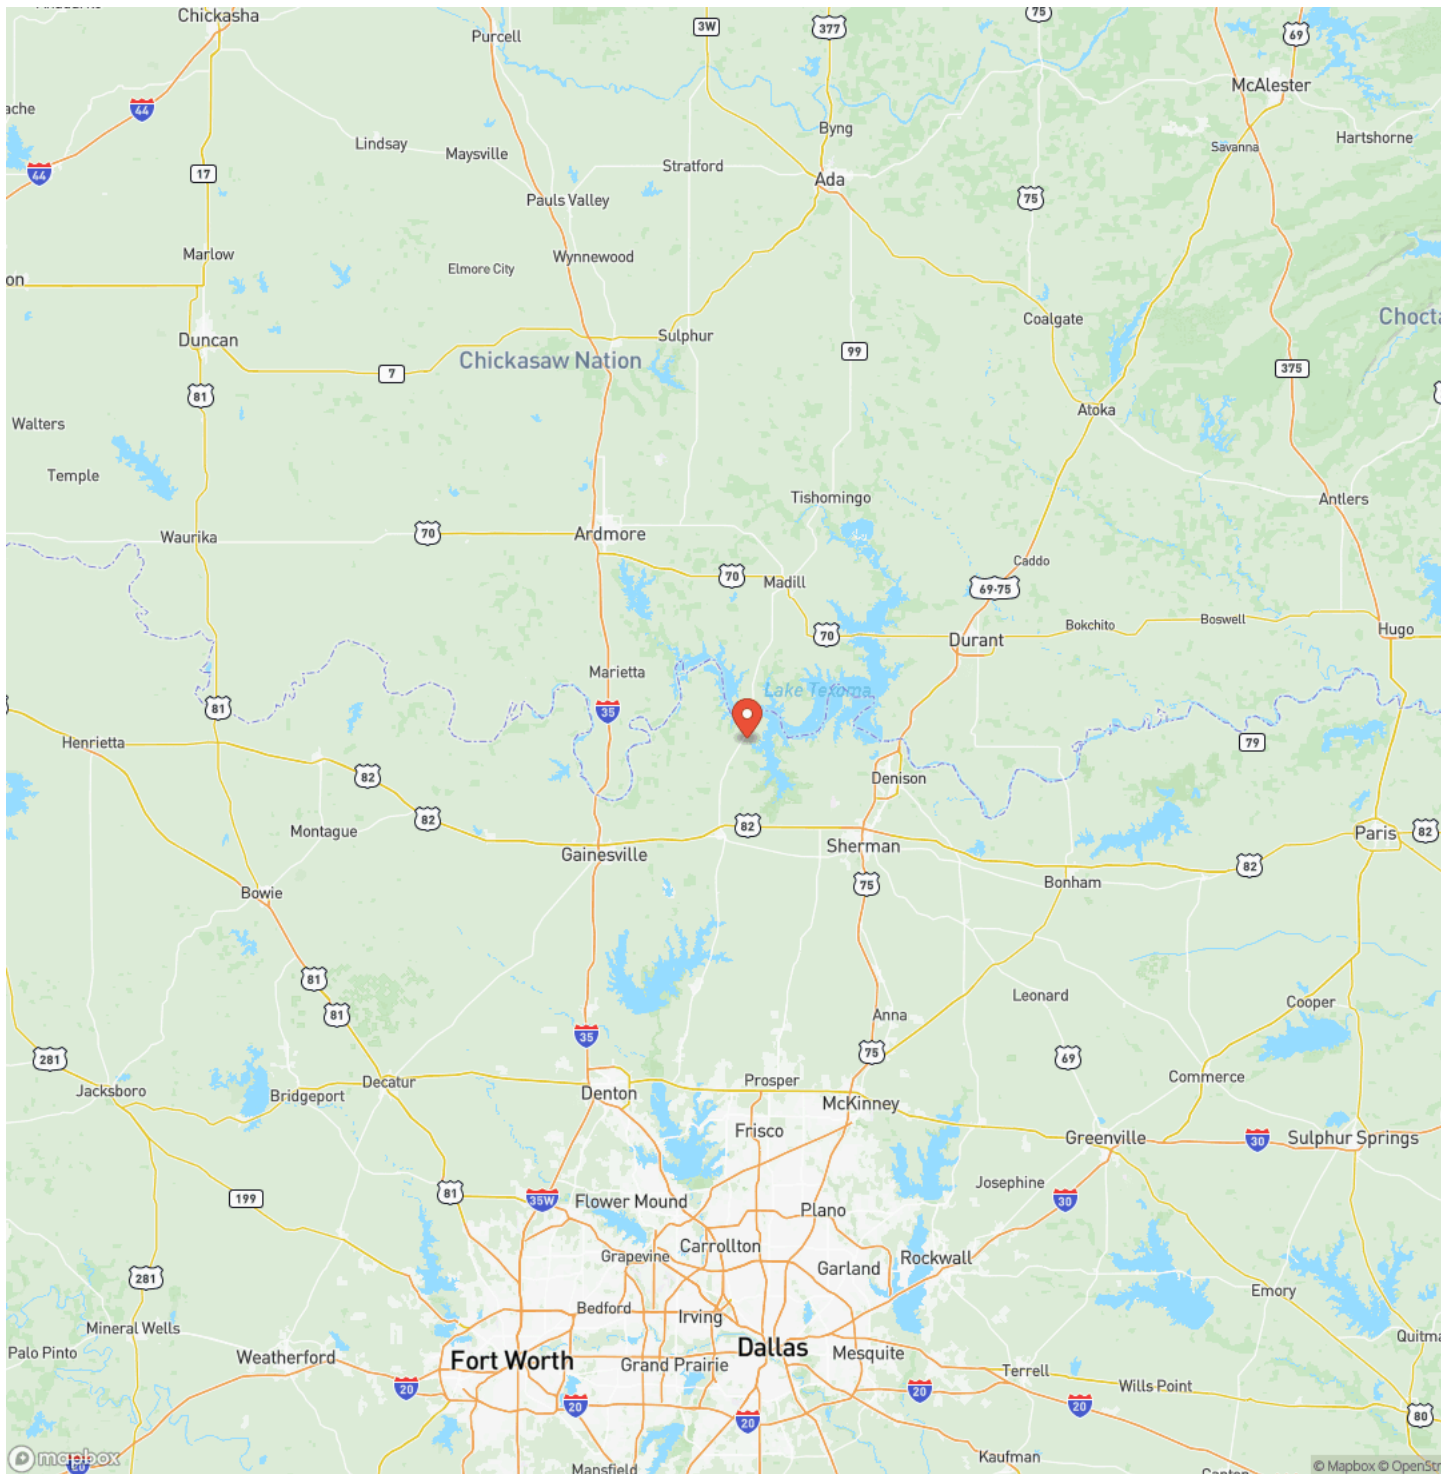 Chickasha
Purcell
3W
377
75
69
McAlester
ache
44
Lindsay
Maysville
Byng
Hartshorne
Savanna
44
17
Stratford
Ada
75
Pauls Valley
Marlow
Elmore City
Wynnewood
on
Duncan
Sulphur
Coalgate
Chocta
Chickasaw Nation
7
99
375
81
Walters
Atoka
Temple
Tishomingo
Antlers
Waurika
70
Ardmore
Caddo
70
Madill
69-75
70
Durant
Bokchito
Boswell
Hugo
Marietta
Lake Texoma
81
35
Henrietta
79
82
Denison
82
Montague
82
82
Sherman
Paris
82
Gainesville
Bowie
75
Bonham
82
81
Leonard
Cooper
81
35
Anna
281
75
69
Jacksboro
Bridgeport
Decatur
Denton
Prosper
McKinney
Commerce
Frisco
Greenville
30
Sulphur Springs
199
81
35W
Flower Mound
Plano
Josephine
30
Carrollton
Grapevine
Garland
Rockwall
281
Bedford
Irving
Emory
Mineral Wells
Quitma
Palo Pinto
Weatherford
Fort Worth
Grand Prairie
Dallas
Mesquite
Terrell
Wills Point
20
20
20
20
20
80
mapbox
20
Mansfield
Kaufman
Canton
© Mapbox © OpenStr